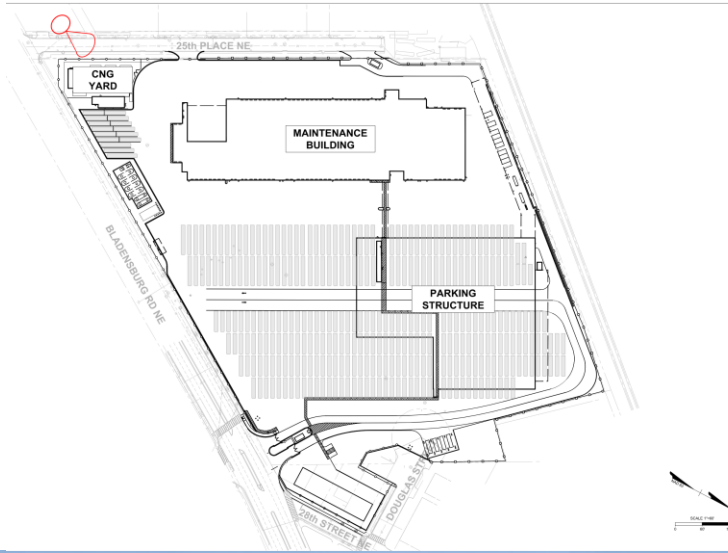 25th PLACE NE
CNG
YARD
MAINTENANCE
BUILDING
BLADENSBURG RD NE
PARKING
STRUCTURE
DOUGLAS ST
28th STREET NE